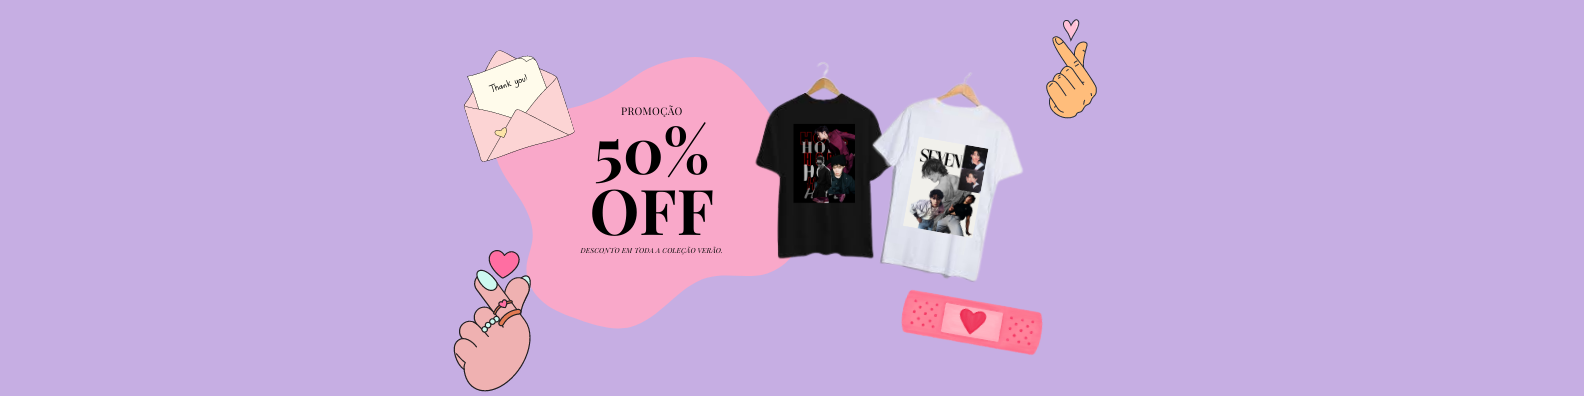 Thank you!
PROMOÇÃO
50%
OFF
DESCONTO EM TODA A COLEÇÃO VERÃO.
SEVEN